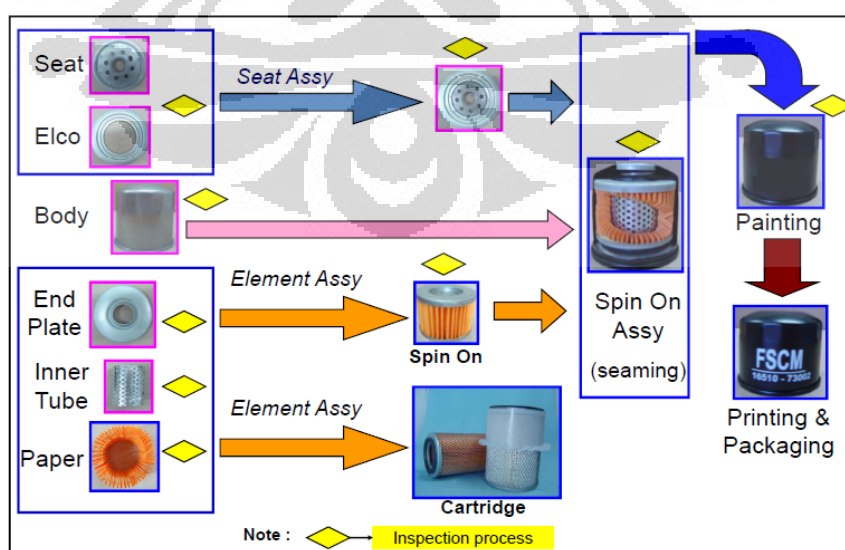 Seat
Elco
Seat Assy
Body
Painting
End
Plate
Element Assy
Spin On
Spin On
Assy
(seaming)
Inner
Tube
Element Assy
Paper
Cartridge
FSCM
16510 - 73002
Printing &
Packaging
Note :
Inspection process